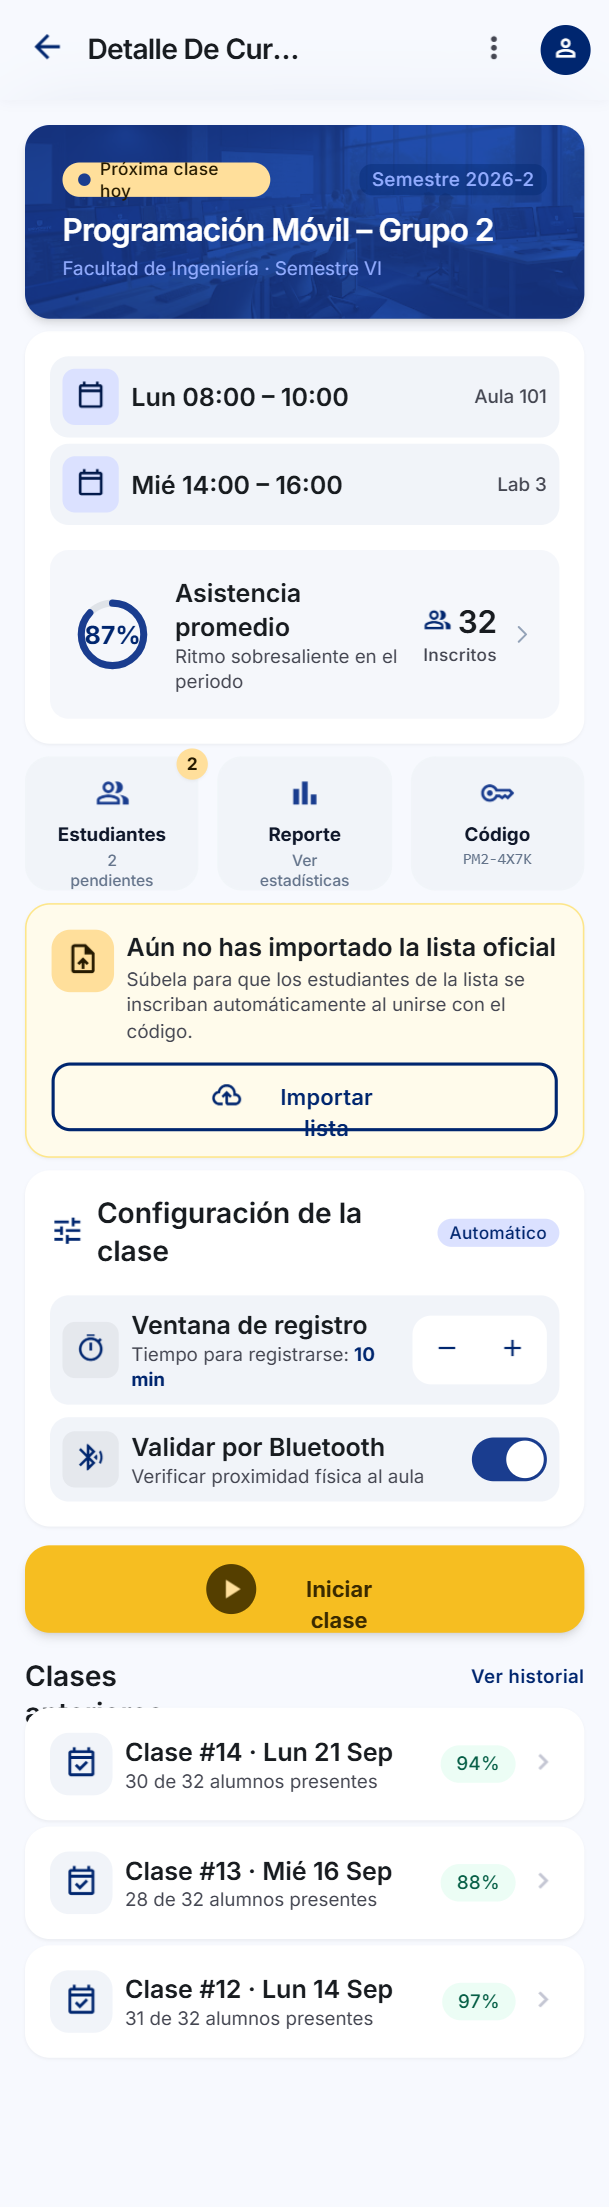 Detalle De Cur...
Próxima clase
hoy
Semestre 2026-2
Programación Móvil – Grupo 2
Facultad de Ingeniería · Semestre VI
Lun 08:00 – 10:00
Aula 101
Mié 14:00 – 16:00
Lab 3
87%
Asistencia
promedio
Ritmo sobresaliente en el
periodo
32
Inscritos
2
Estudiantes
2
pendientes
Reporte
Ver
estadísticas
Código
PM2-4X7K
Aún no has importado la lista oficial
Súbela para que los estudiantes de la lista se
inscriban automáticamente al unirse con el
código.
Importar
lista
Configuración de la
clase
Automático
Ventana de registro
Tiempo para registrarse: 10
min
− +
Validar por Bluetooth
Verificar proximidad física al aula
Iniciar
clase
Clases
anteriores
Ver historial
Clase #14 · Lun 21 Sep
30 de 32 alumnos presentes
94%
Clase #13 · Mié 16 Sep
28 de 32 alumnos presentes
88%
Clase #12 · Lun 14 Sep
31 de 32 alumnos presentes
97%